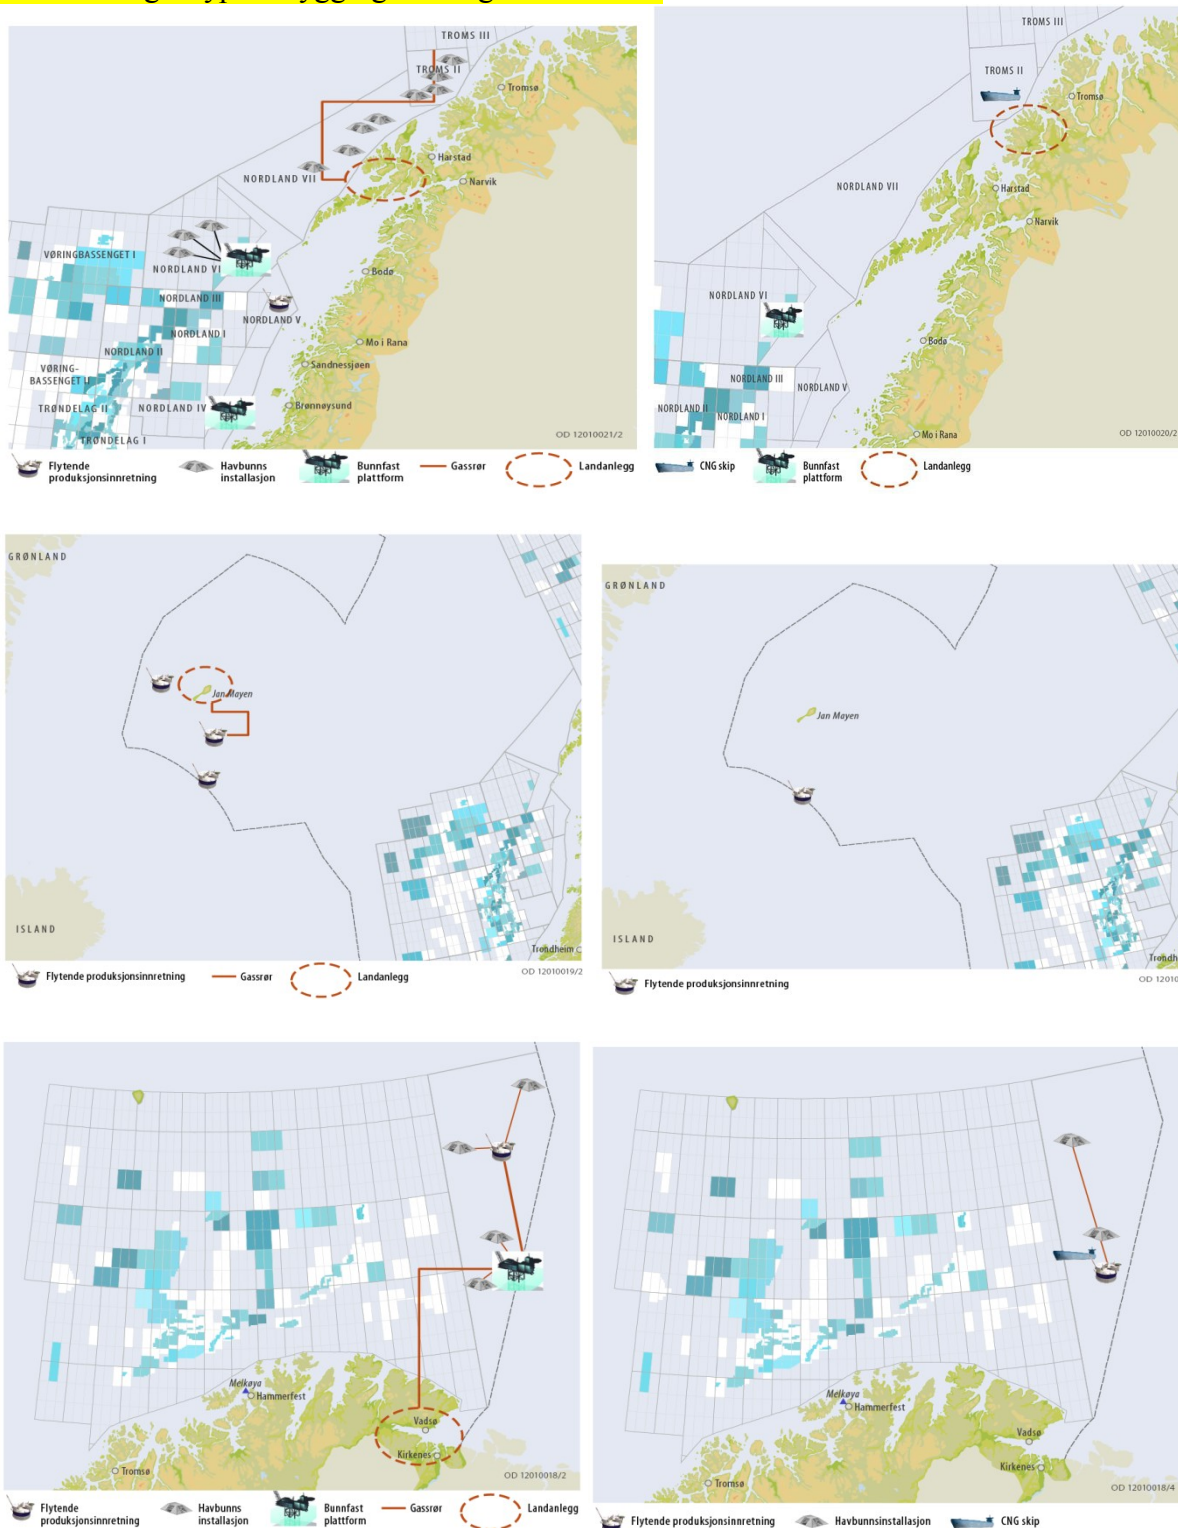 TROMS III
TROMS II
Tromsø
Harstad
NORDLAND VII
Narvik
VØRINGBASSENGET I
NORDLAND VI
Bodø
NORDLAND III
NORDLAND V
NORDLAND I
Mo i Rana
NORDLAND II
Sandnessjøen
VØRING-
BASSENGET II
TRØNDELAG II
NORDLAND IV
Brønnøysund
TRØNDELAG I
OD 12010021/2
Flytende
produksjonsinnretning
Havbunns
installasjon
Bunnfast
plattform
Gassrør
Landanlegg
TROMS III
TROMS II
Tromsø
NORDLAND VII
Harstad
Narvik
NORDLAND VI
Bodø
NORDLAND III
NORDLAND V
NORDLAND II
NORDLAND I
Mo i Rana
OD 12010020/2
CNG skip
Bunnfast
plattform
Landanlegg
GRØNLAND
Jan Mayen
ISLAND
Trondheim
OD 12010019/2
Flytende produksjonsinnretning
Gassrør
Landanlegg
GRØNLAND
Jan Mayen
ISLAND
Flytende produksjonsinnretning
Melkøya
Hammerfest
Vadsø
Kirkenes
Tromsø
OD 12010018/2
Flytende
produksjonsinnretning
Havbunns
installasjon
Bunnfast
plattform
Gassrør
Landanlegg
Melkøya
Hammerfest
Vadsø
Kirkenes
Tromsø
OD 12010018/4
Flytende produksjonsinnretning
Havbunnsinstallasjon
CNG skip